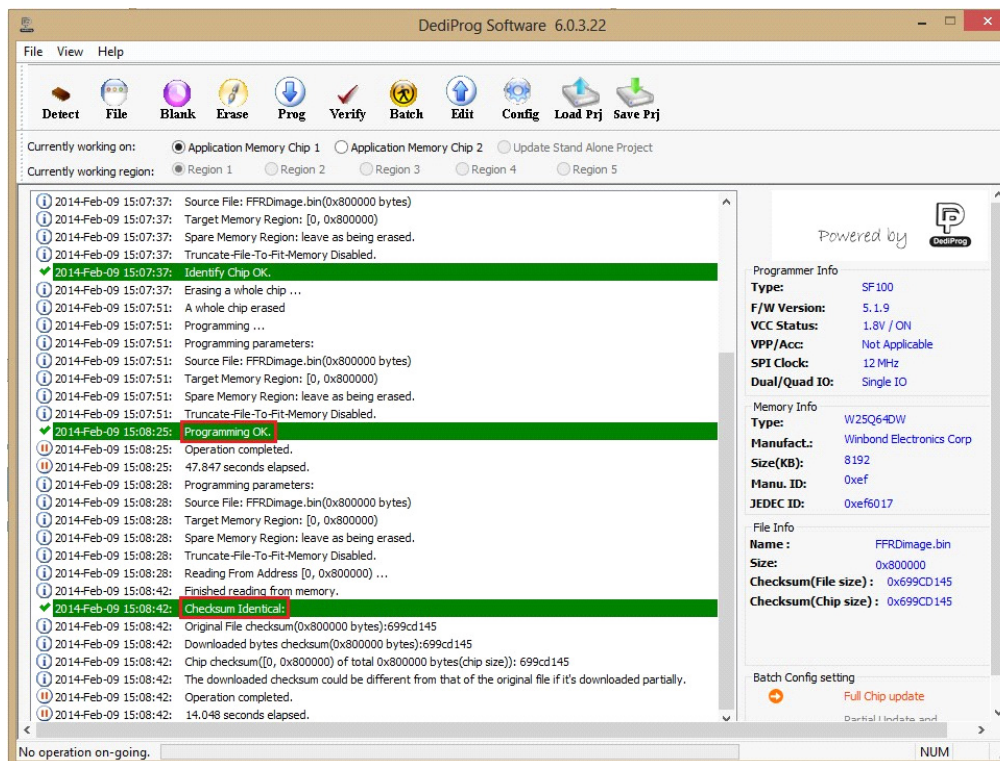 DediProg Software 6.0.3.22
File View Help
Detect File Blank Erase Prog Verify Batch Edit Config Load Prj Save Prj
Currently working on: Application Memory Chip 1 Application Memory Chip 2 Update Stand Alone Project
Currently working region: Region 1 Region 2 Region 3 Region 4 Region 5
2014-Feb-09 15:07:37: Source File: FFRDimage.bin(0x800000 bytes)
2014-Feb-09 15:07:37: Target Memory Region: [0, 0x800000)
2014-Feb-09 15:07:37: Spare Memory Region: leave as being erased.
2014-Feb-09 15:07:37: Truncate-File-To-Fit-Memory Disabled.
2014-Feb-09 15:07:37: Identify Chip OK.
2014-Feb-09 15:07:37: Erasing a whole chip ...
2014-Feb-09 15:07:51: A whole chip erased
2014-Feb-09 15:07:51: Programming ...
2014-Feb-09 15:07:51: Programming parameters:
2014-Feb-09 15:07:51: Source File: FFRDimage.bin(0x800000 bytes)
2014-Feb-09 15:07:51: Target Memory Region: [0, 0x800000)
2014-Feb-09 15:07:51: Spare Memory Region: leave as being erased.
2014-Feb-09 15:07:51: Truncate-File-To-Fit-Memory Disabled.
2014-Feb-09 15:08:25: Programming OK.
2014-Feb-09 15:08:25: Operation completed.
2014-Feb-09 15:08:25: 47.847 seconds elapsed.
2014-Feb-09 15:08:28: Programming parameters:
2014-Feb-09 15:08:28: Source File: FFRDimage.bin(0x800000 bytes)
2014-Feb-09 15:08:28: Target Memory Region: [0, 0x800000)
2014-Feb-09 15:08:28: Spare Memory Region: leave as being erased.
2014-Feb-09 15:08:28: Truncate-File-To-Fit-Memory Disabled.
2014-Feb-09 15:08:28: Reading From Address [0, 0x800000) ...
2014-Feb-09 15:08:42: Finished reading from memory.
2014-Feb-09 15:08:42: Checksum Identical:
2014-Feb-09 15:08:42: Original File checksum(0x800000 bytes):699cd145
2014-Feb-09 15:08:42: Downloaded bytes checksum(0x800000 bytes):699cd145
2014-Feb-09 15:08:42: Chip checksum([0, 0x800000) of total 0x800000 bytes(chip size)): 699cd145
2014-Feb-09 15:08:42: The downloaded checksum could be different from that of the original file if it's downloaded partially.
2014-Feb-09 15:08:42: Operation completed.
2014-Feb-09 15:08:42: 14.048 seconds elapsed.
Powered by DediProg
Programmer Info
Type: SF100
F/W Version: 5.1.9
VCC Status: 1.8V / ON
VPP/Acc: Not Applicable
SPI Clock: 12 MHz
Dual/Quad IO: Single IO
Memory Info
Type: W25Q64DW
Manufact.: Winbond Electronics Corp
Size(KB): 8192
Manu. ID: 0xef
JEDEC ID: 0xef6017
File Info
Name : FFRDimage.bin
Size: 0x800000
Checksum(File size) : 0x699CD145
Checksum(Chip size) : 0x699CD145
Batch Config setting
Full Chip update
Partial Update and
No operation on-going. NUM